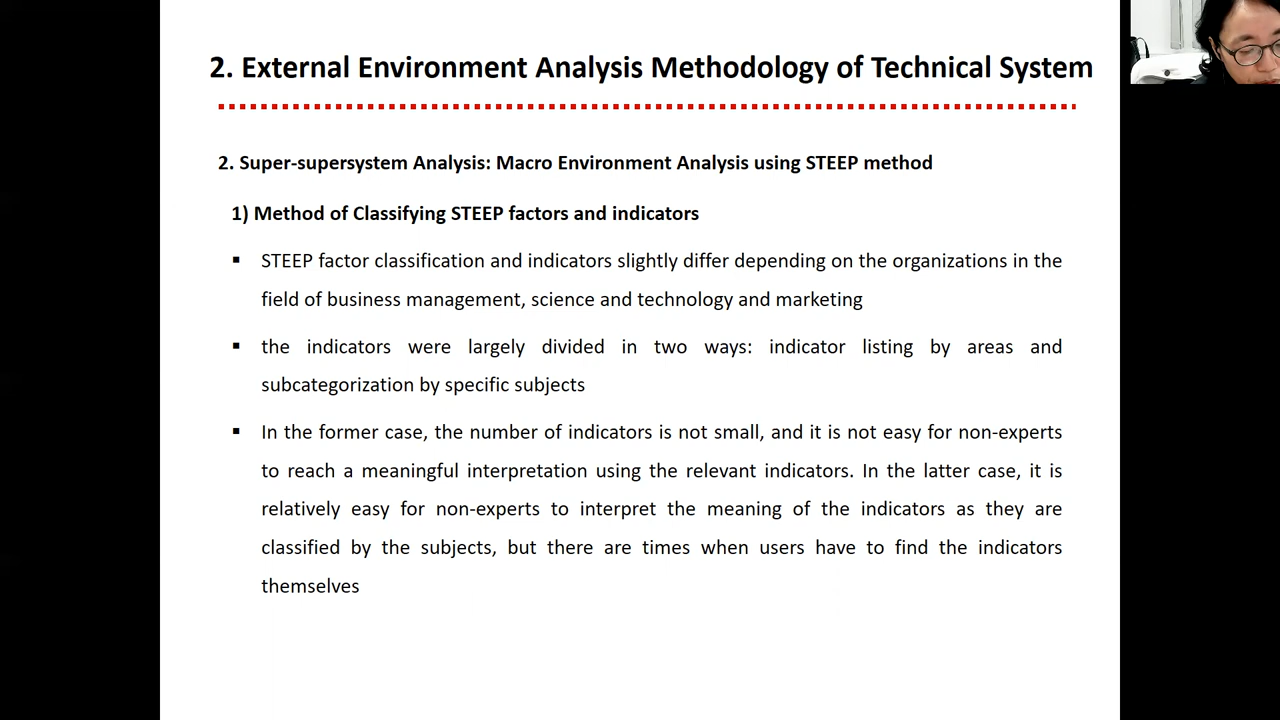 2. External Environment Analysis Methodology of Technical System
2. Super-supersystem Analysis: Macro Environment Analysis using STEEP method
1) Method of Classifying STEEP factors and indicators
▪ STEEP factor classification and indicators slightly differ depending on the organizations in the
field of business management, science and technology and marketing
▪ the indicators were largely divided in two ways: indicator listing by areas and
subcategorization by specific subjects
▪ In the former case, the number of indicators is not small, and it is not easy for non-experts
to reach a meaningful interpretation using the relevant indicators. In the latter case, it is
relatively easy for non-experts to interpret the meaning of the indicators as they are
classified by the subjects, but there are times when users have to find the indicators
themselves